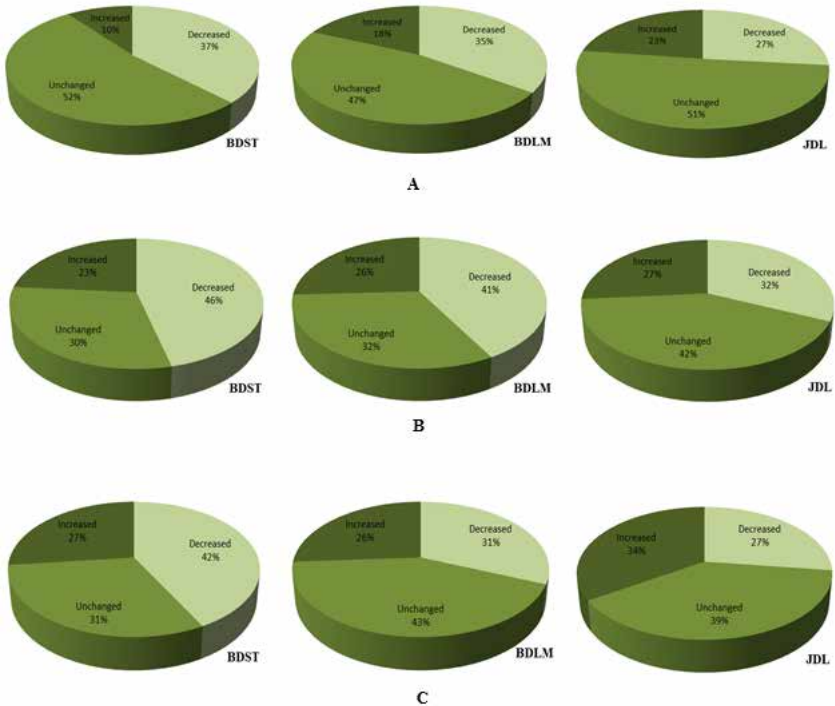 Increased
10%
Decreased
37%
Unchanged
52%
BDST
Increased
18%
Decreased
35%
Unchanged
47%
BDLM
Increased
23%
Decreased
27%
Unchanged
51%
JDL
A
Increased
23%
Decreased
46%
Unchanged
30%
BDST
Increased
26%
Decreased
41%
Unchanged
32%
BDLM
Increased
27%
Decreased
32%
Unchanged
42%
JDL
B
Increased
27%
Decreased
42%
Unchanged
31%
BDST
Increased
26%
Decreased
31%
Unchanged
43%
BDLM
Increased
34%
Decreased
27%
Unchanged
39%
JDL
C